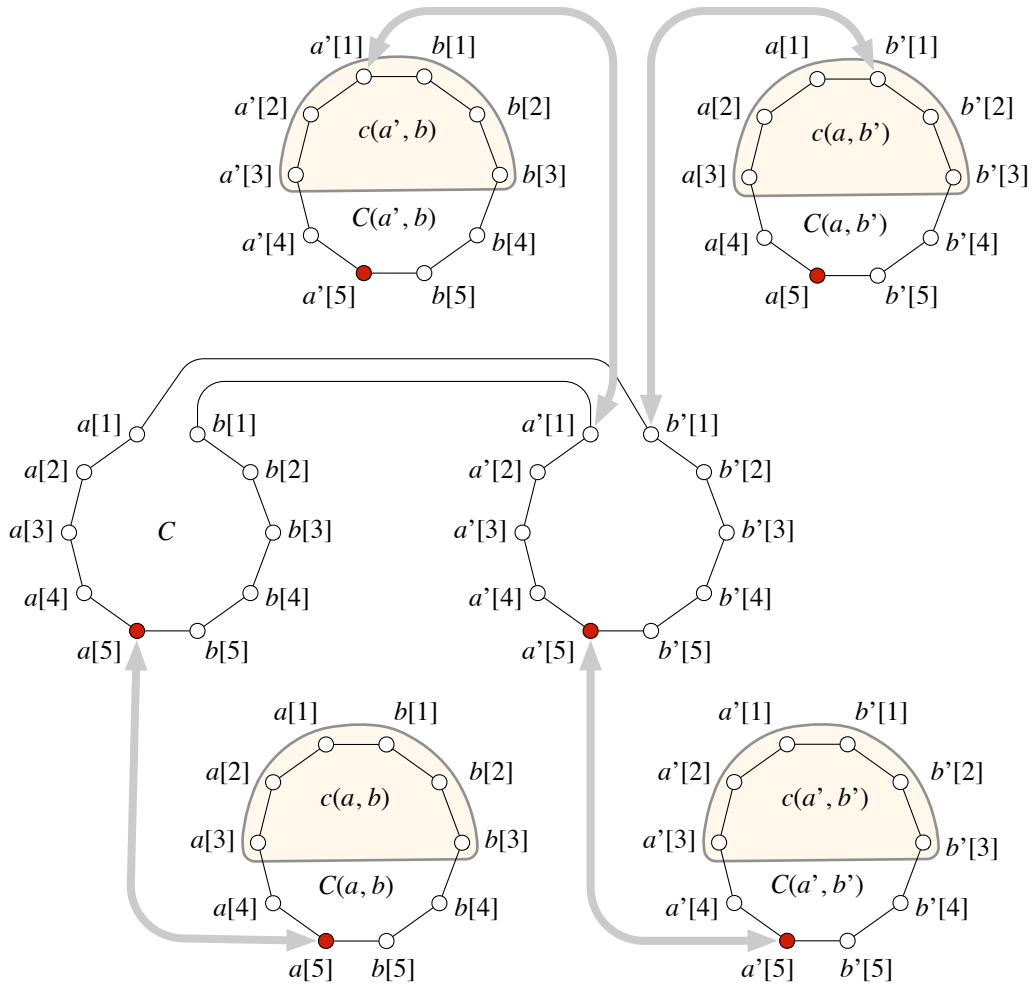 a’[1] b[1]
a’[2] b[2]
c(a’, b)
a’[3] b[3]
C(a’, b)
a’[4] b[4]
a’[5] b[5]
a[1] b’[1]
a[2] b’[2]
c(a, b’)
a[3] b’[3]
C(a, b’)
a[4] b’[4]
a[5] b’[5]
a[1] b[1]
a[2] b[2]
a[3] C b[3]
a[4] b[4]
a[5] b[5]
a’[1] b’[1]
a’[2] b’[2]
a’[3] b’[3]
a’[4] b’[4]
a’[5] b’[5]
a[1] b[1]
a[2] b[2]
c(a, b)
a[3] b[3]
C(a, b)
a[4] b[4]
a[5] b[5]
a’[1] b’[1]
a’[2] b’[2]
c(a’, b’)
a’[3] b’[3]
C(a’, b’)
a’[4] b’[4]
a’[5] b’[5]